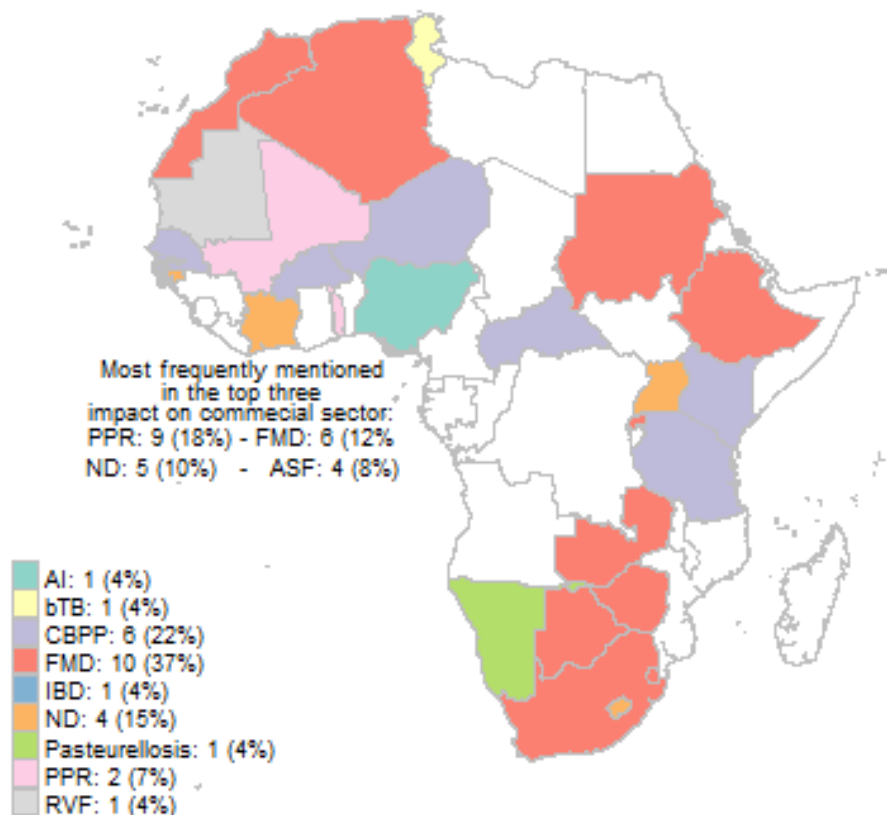 Most frequently mentioned
in the top three
impact on commecial sector:
PPR: 9 (18%) - FMD: 6 (12%
ND: 5 (10%) - ASF: 4 (8%)
AI: 1 (4%)
bTB: 1 (4%)
CBPP: 6 (22%)
FMD: 10 (37%)
IBD: 1 (4%)
ND: 4 (15%)
Pasteurellosis: 1 (4%)
PPR: 2 (7%)
RVF: 1 (4%)